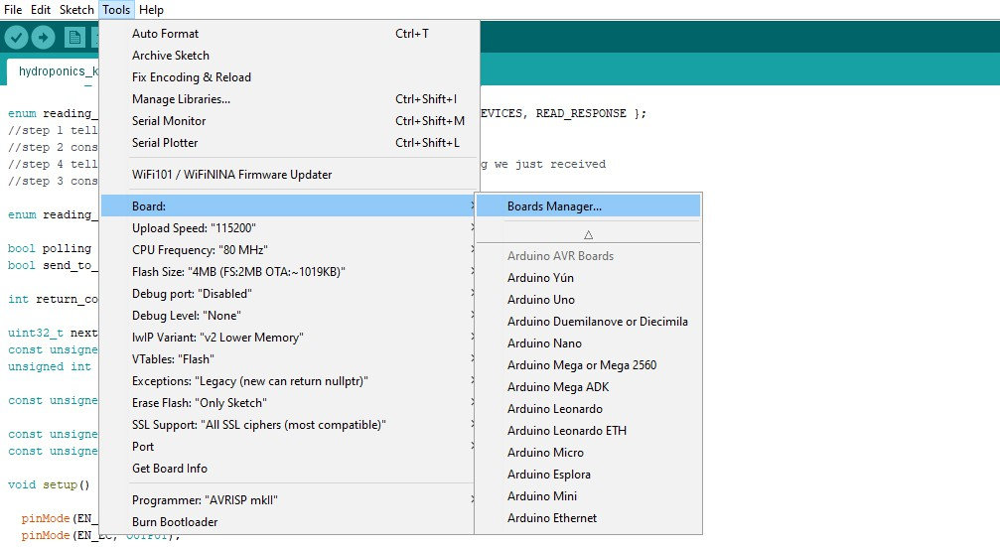 File Edit Sketch Tools Help
hydroponics_k
Auto Format Ctrl+T
Archive Sketch
Fix Encoding & Reload
Manage Libraries... Ctrl+Shift+I
Serial Monitor Ctrl+Shift+M
Serial Plotter Ctrl+Shift+L
WiFi101 / WiFiNINA Firmware Updater
Board:
Upload Speed: "115200"
CPU Frequency: "80 MHz"
Flash Size: "4MB (FS:2MB OTA:~1019KB)"
Debug port: "Disabled"
Debug Level: "None"
lwIP Variant: "v2 Lower Memory"
VTables: "Flash"
Exceptions: "Legacy (new can return nullptr)"
Erase Flash: "Only Sketch"
SSL Support: "All SSL ciphers (most compatible)"
Port
Get Board Info
Programmer: "AVRISP mkII"
Burn Bootloader
Boards Manager...
Arduino AVR Boards
Arduino Yún
Arduino Uno
Arduino Duemilanove or Diecimila
Arduino Nano
Arduino Mega or Mega 2560
Arduino Mega ADK
Arduino Leonardo
Arduino Leonardo ETH
Arduino Micro
Arduino Esplora
Arduino Mini
Arduino Ethernet
enum reading_ EVICES, READ_RESPONSE };
//step 1 tell
//step 2 cons
//step 4 tell g we just received
//step 3 cons
enum reading_
bool polling
bool send_to_
int return_co
uint32_t next
const unsigne
unsigned int
const unsigne
const unsigne
const unsigne
void setup()
pinMode(EN_
pinMode(EN_EC, OUTPUT);